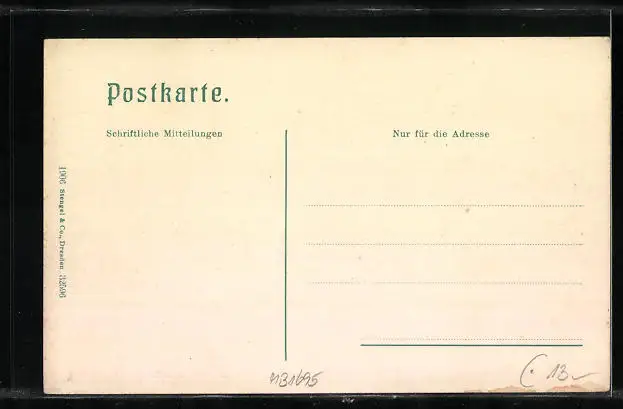 Postkarte.
Schriftliche Mitteilungen
Nur für die Adresse
1906 Stengel & Co., Dresden 32596
13.-